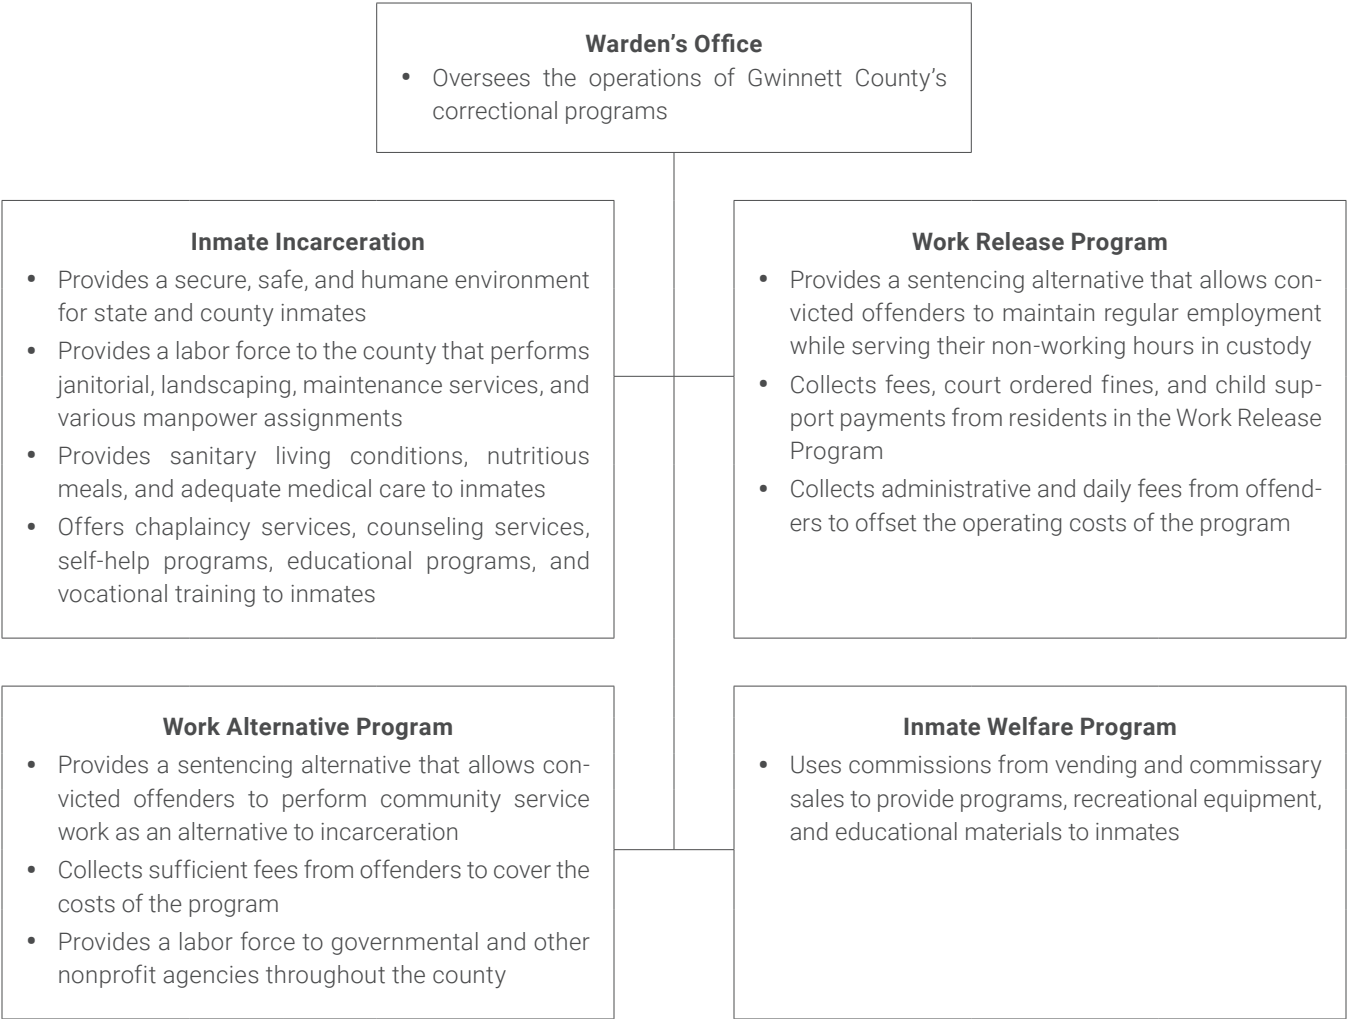 Warden's Office
• Oversees the operations of Gwinnett County's
correctional programs
Inmate Incarceration
• Provides a secure, safe, and humane environment
for state and county inmates
• Provides a labor force to the county that performs
janitorial, landscaping, maintenance services, and
various manpower assignments
• Provides sanitary living conditions, nutritious
meals, and adequate medical care to inmates
• Offers chaplaincy services, counseling services,
self-help programs, educational programs, and
vocational training to inmates
Work Release Program
• Provides a sentencing alternative that allows con-
victed offenders to maintain regular employment
while serving their non-working hours in custody
• Collects fees, court ordered fines, and child sup-
port payments from residents in the Work Release
Program
• Collects administrative and daily fees from offend-
ers to offset the operating costs of the program
Work Alternative Program
• Provides a sentencing alternative that allows con-
victed offenders to perform community service
work as an alternative to incarceration
• Collects sufficient fees from offenders to cover the
costs of the program
• Provides a labor force to governmental and other
nonprofit agencies throughout the county
Inmate Welfare Program
• Uses commissions from vending and commissary
sales to provide programs, recreational equipment,
and educational materials to inmates